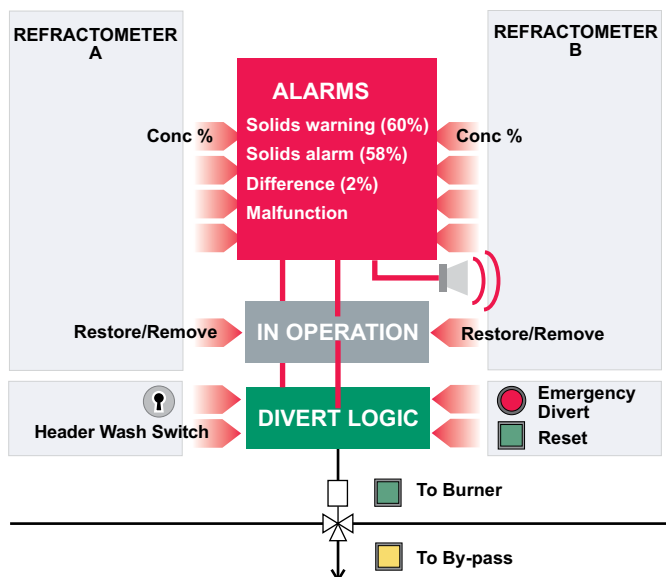 REFRACTOMETER
A
REFRACTOMETER
B
ALARMS
Solids warning (60%)
Solids alarm (58%)
Difference (2%)
Malfunction
Conc %
Conc %
Restore/Remove
IN OPERATION
Restore/Remove
Header Wash Switch
DIVERT LOGIC
Emergency
Divert
Reset
To Burner
To By-pass